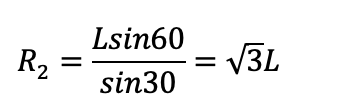 R₂ = Lsin60 / sin30 = √3L